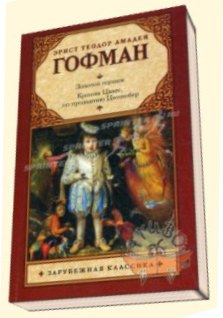 ЭРНСТ ТЕОДОР АМАДЕЙ
ГОФМАН
Золотой горшок
Крошка Цахес,
по прозванию Циннобер
ЗАРУБЕЖНАЯ КЛАССИКА